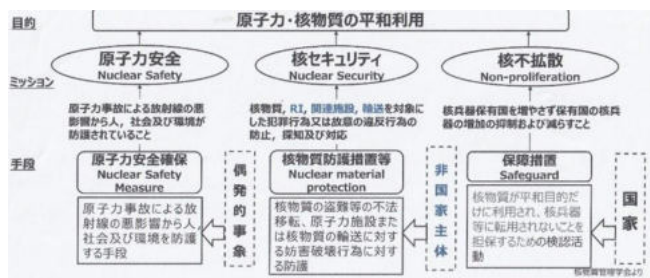 目的
原子力・核物質の平和利用
ミッション
原子力安全
Nuclear Safety
核セキュリティ
Nuclear Security
核不拡散
Non-proliferation
原子力事故による放射線の悪
影響から人,社会及び環境が
防護されていること
核物質, RI, 関連施設, 輸送を対象に
した犯罪行為又は故意の違反行為の
防止,探知及び対応
核兵器保有国を増やさず保有国の核兵
器の増加の抑制および減らすこと
手段
原子力安全確保
Nuclear Safety
Measure
偶発的事象
核物質防護措置等
Nuclear material
protection
非国家主体
保障措置
Safeguard
国家
原子力事故による放
射線の悪影響から人,
社会及び環境を防護
する手段
核物質の盗難等の不法
移転、原子力施設また
は核物質の輸送に対す
る妨害破壊行為に対す
る防護
核物質が平和目的だ
けに利用され、核兵器
等に転用されないことを
担保するための検認活
動
核物質管理学会より